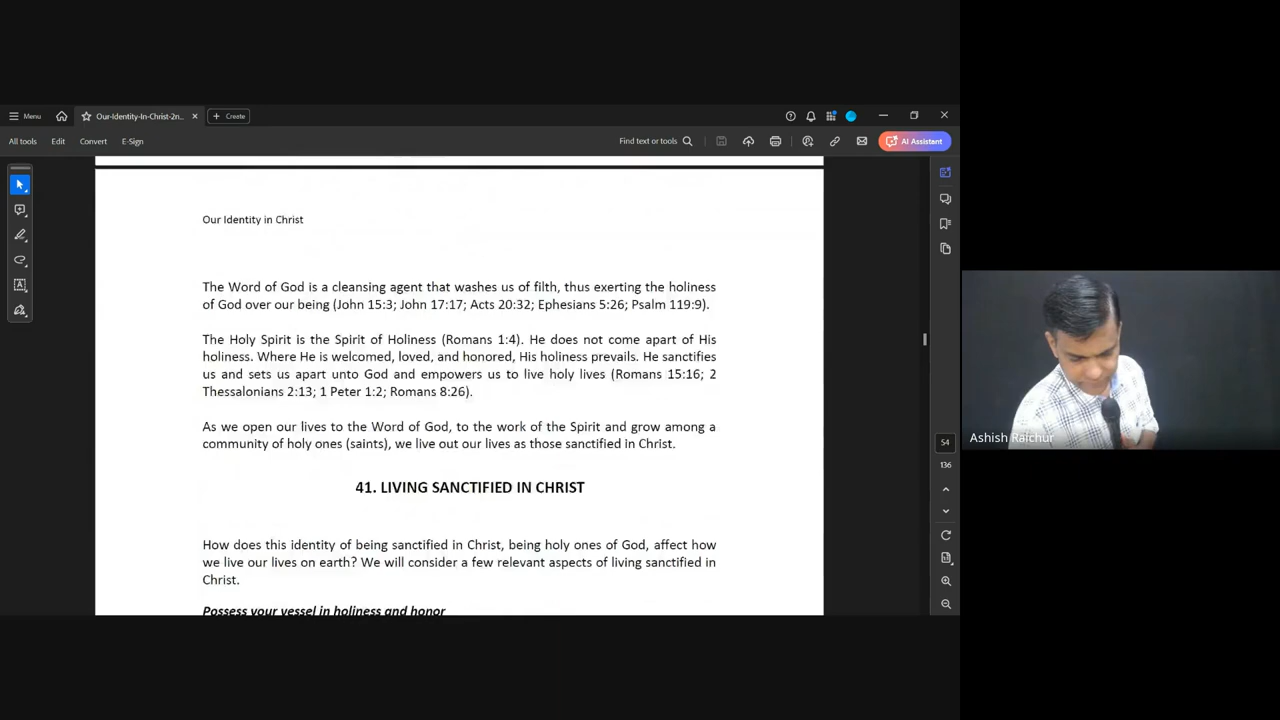 Menu
Our-Identity-In-Christ-2n...
Create
All tools
Edit
Convert
E-Sign
Find text or tools
AI Assistant
Our Identity in Christ
The Word of God is a cleansing agent that washes us of filth, thus exerting the holiness
of God over our being (John 15:3; John 17:17; Acts 20:32; Ephesians 5:26; Psalm 119:9).
The Holy Spirit is the Spirit of Holiness (Romans 1:4). He does not come apart of His
holiness. Where He is welcomed, loved, and honored, His holiness prevails. He sanctifies
us and sets us apart unto God and empowers us to live holy lives (Romans 15:16; 2
Thessalonians 2:13; 1 Peter 1:2; Romans 8:26).
As we open our lives to the Word of God, to the work of the Spirit and grow among a
community of holy ones (saints), we live out our lives as those sanctified in Christ.
41. LIVING SANCTIFIED IN CHRIST
How does this identity of being sanctified in Christ, being holy ones of God, affect how
we live our lives on earth? We will consider a few relevant aspects of living sanctified in
Christ.
Possess your vessel in holiness and honor
54
136
Ashish Raichur